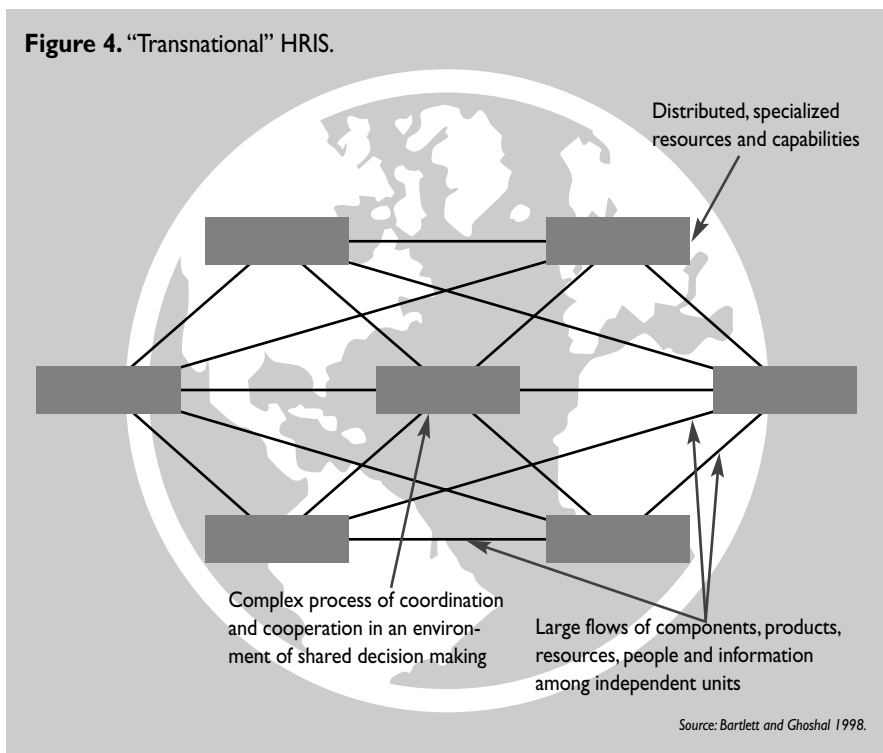 Figure 4. “Transnational” HRIS.
Distributed, specialized
resources and capabilities
Complex process of coordination
and cooperation in an environ-
ment of shared decision making
Large flows of components, products,
resources, people and information
among independent units
Source: Bartlett and Ghoshal 1998.